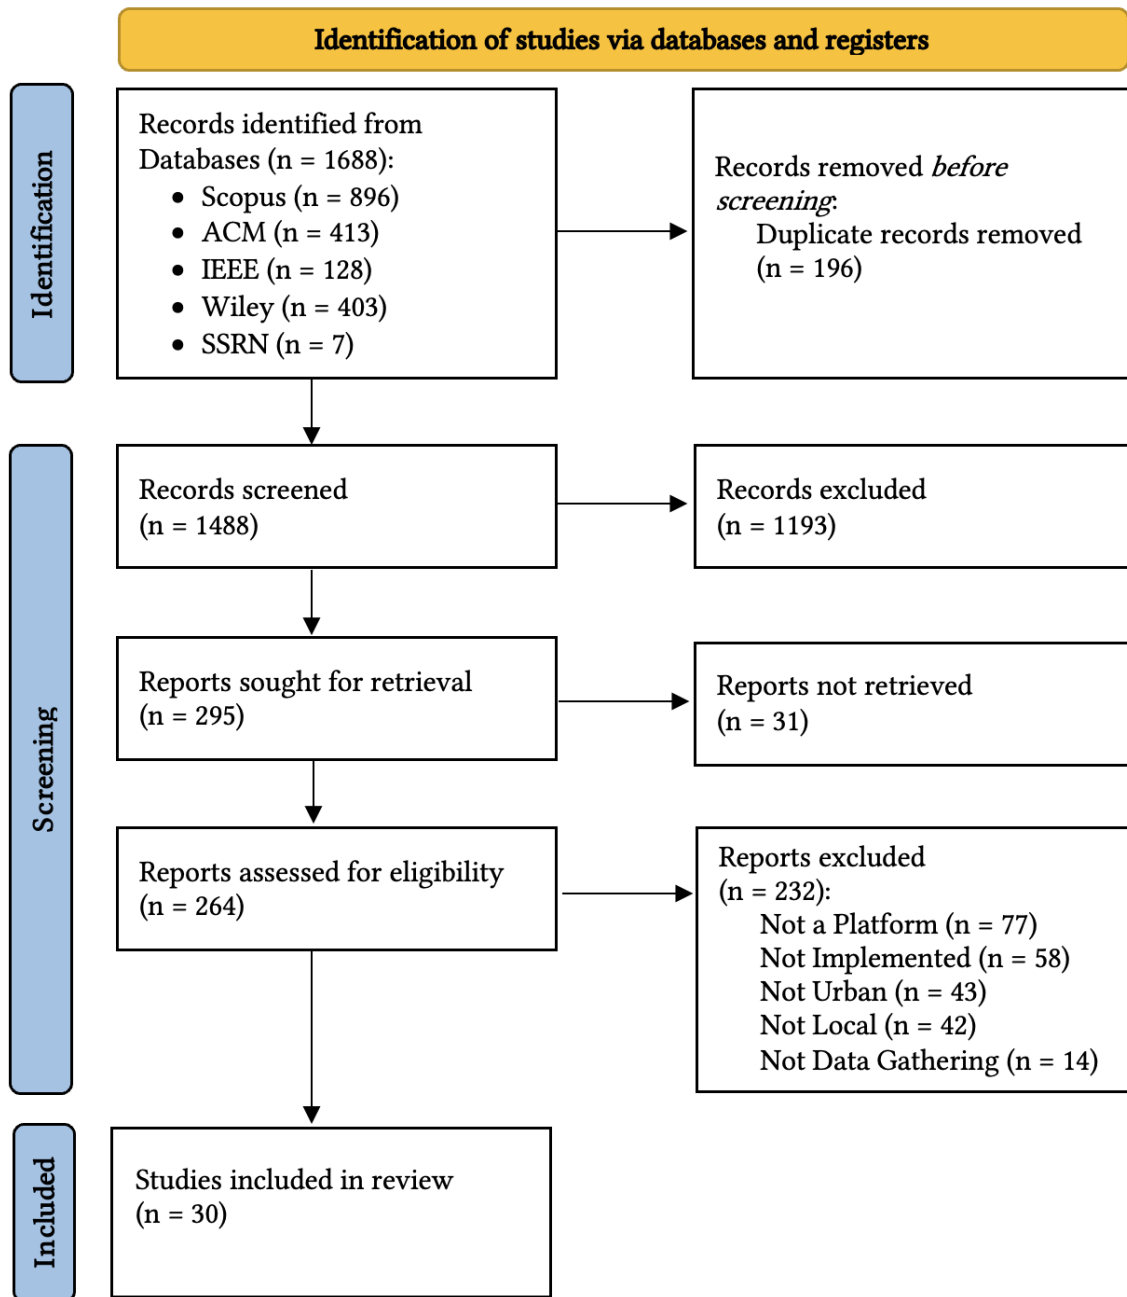 Identification of studies via databases and registers
Identification
Records identified from
Databases (n = 1688):
• Scopus (n = 896)
• ACM (n = 413)
• IEEE (n = 128)
• Wiley (n = 403)
• SSRN (n = 7)
Records removed before
screening:
Duplicate records removed
(n = 196)
Screening
Records screened
(n = 1488)
Records excluded
(n = 1193)
Reports sought for retrieval
(n = 295)
Reports not retrieved
(n = 31)
Reports assessed for eligibility
(n = 264)
Reports excluded
(n = 232):
Not a Platform (n = 77)
Not Implemented (n = 58)
Not Urban (n = 43)
Not Local (n = 42)
Not Data Gathering (n = 14)
Included
Studies included in review
(n = 30)